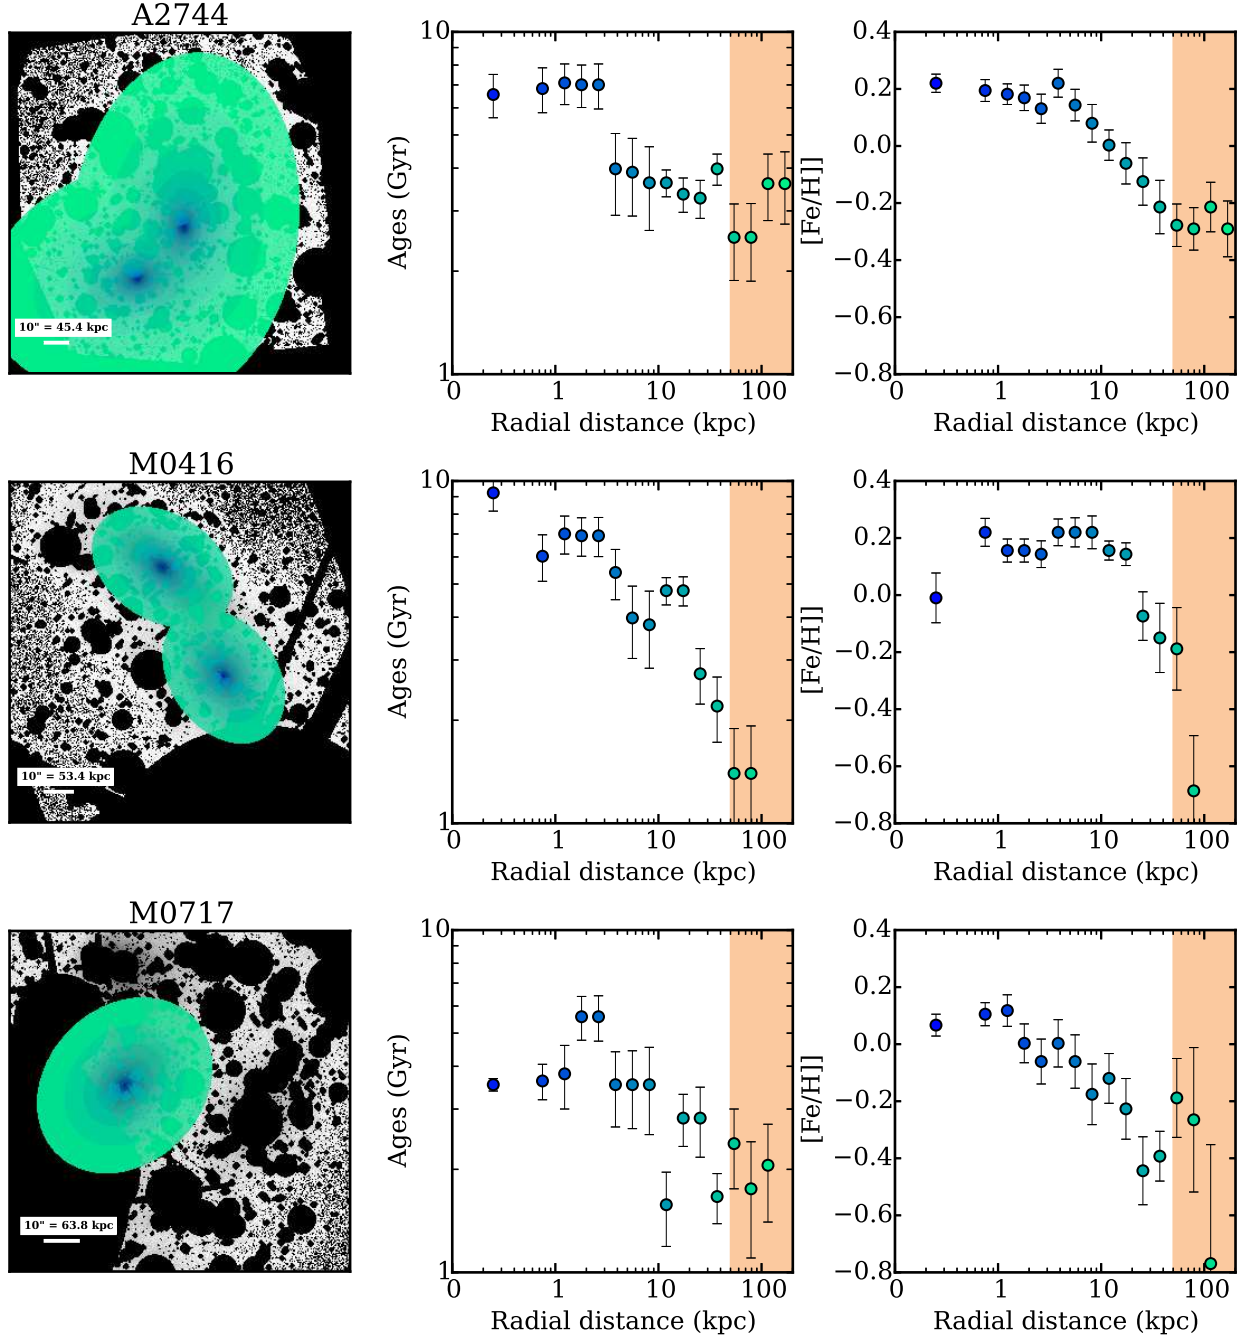 A2744
10" = 45.4 kpc
10
1
Ages (Gyr)
0 1 10 100
Radial distance (kpc)
0.4
0.2
0.0
−0.2
−0.4
−0.6
−0.8
[Fe/H]]
0 1 10 100
Radial distance (kpc)
M0416
10" = 53.4 kpc
10
1
Ages (Gyr)
0 1 10 100
Radial distance (kpc)
0.4
0.2
0.0
−0.2
−0.4
−0.6
−0.8
[Fe/H]]
0 1 10 100
Radial distance (kpc)
M0717
10" = 63.8 kpc
10
1
Ages (Gyr)
0 1 10 100
Radial distance (kpc)
0.4
0.2
0.0
−0.2
−0.4
−0.6
−0.8
[Fe/H]]
0 1 10 100
Radial distance (kpc)